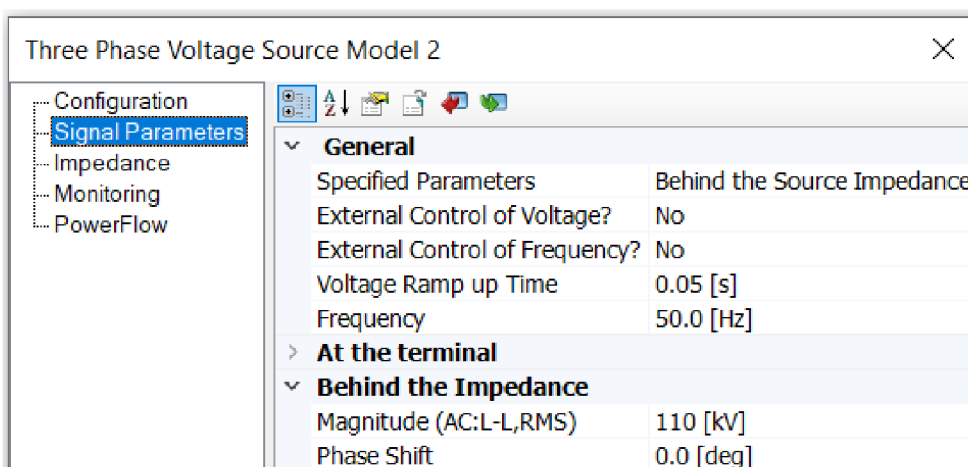 Three Phase Voltage Source Model 2
Configuration
Signal Parameters
Impedance
Monitoring
PowerFlow
General
Specified Parameters Behind the Source Impedance
External Control of Voltage? No
External Control of Frequency? No
Voltage Ramp up Time 0.05 [s]
Frequency 50.0 [Hz]
At the terminal
Behind the Impedance
Magnitude (AC:L-L,RMS) 110 [kV]
Phase Shift 0.0 [deg]